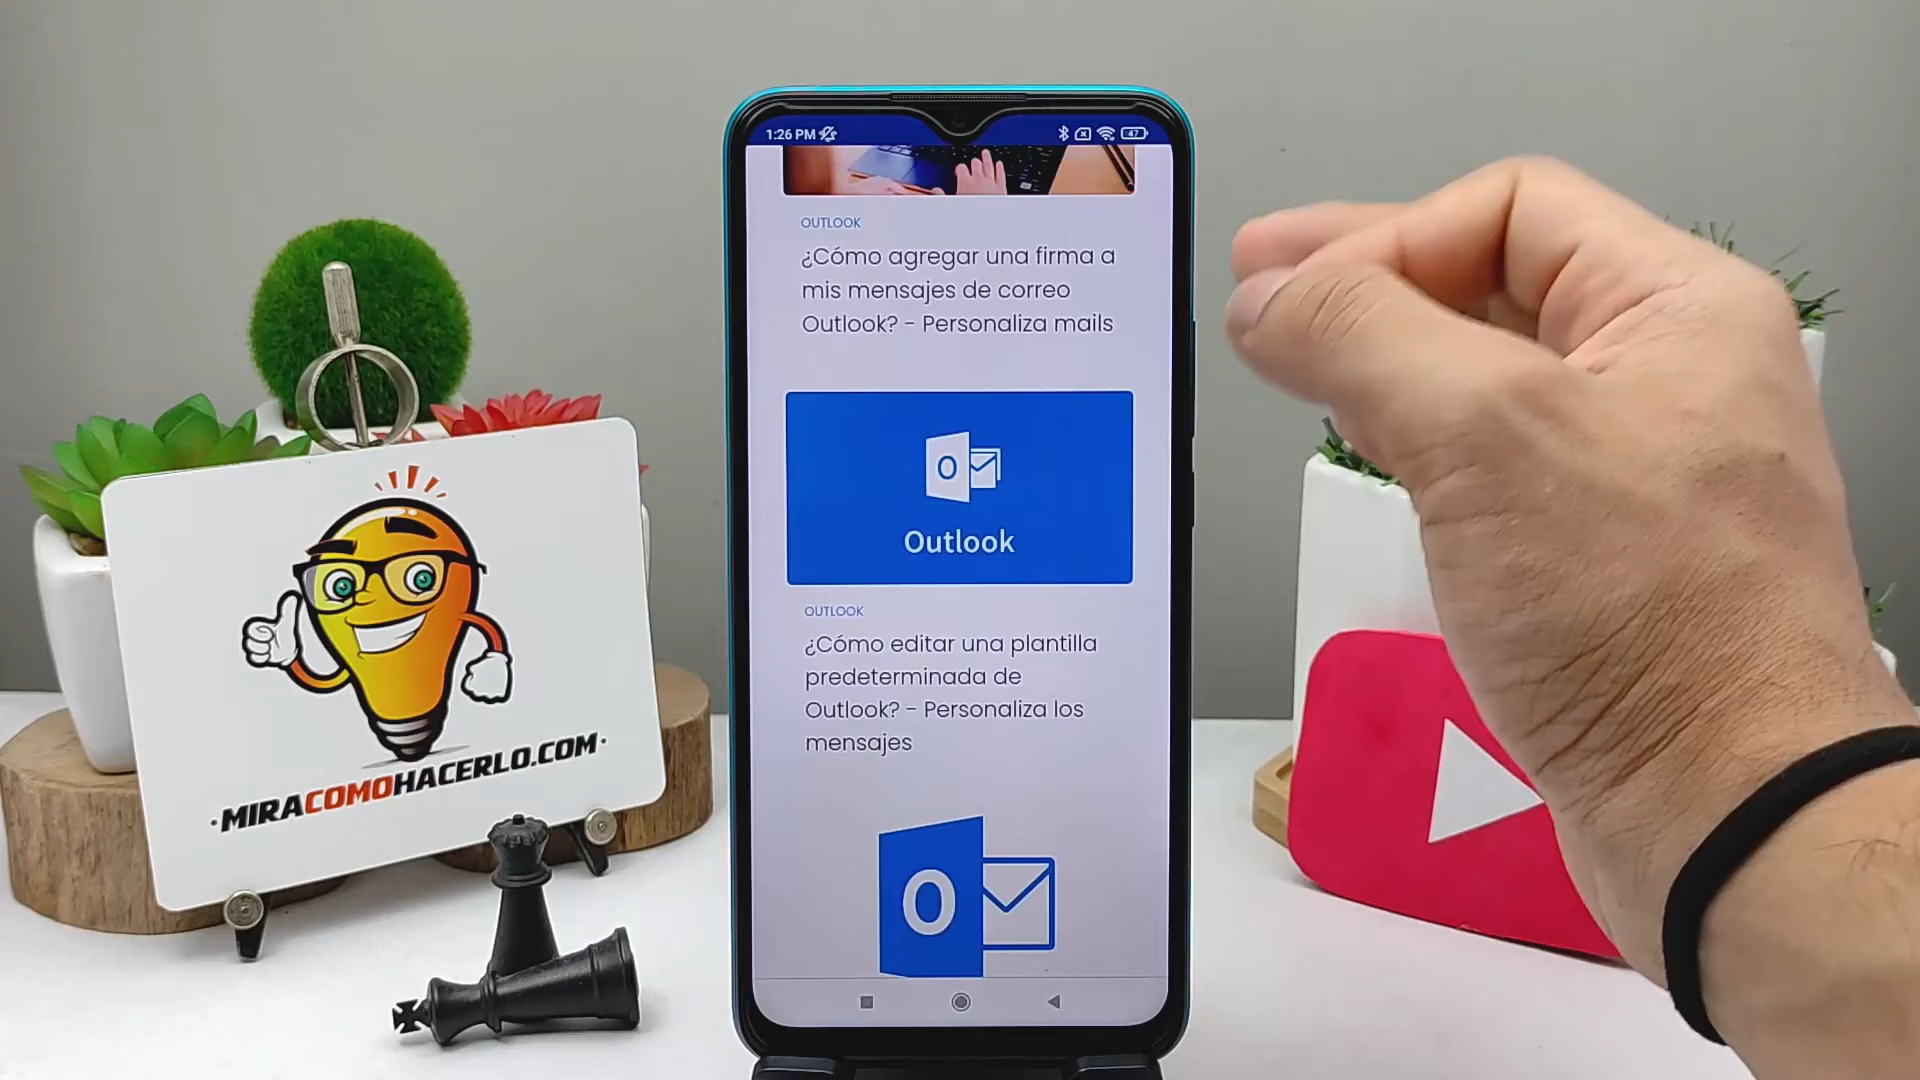 1:26 PM
47
OUTLOOK
¿Cómo agregar una firma a
mis mensajes de correo
Outlook? - Personaliza mails
O
Outlook
OUTLOOK
¿Cómo editar una plantilla
predeterminada de
Outlook? - Personaliza los
mensajes
O
·MIRACOMOHACERLO.COM·